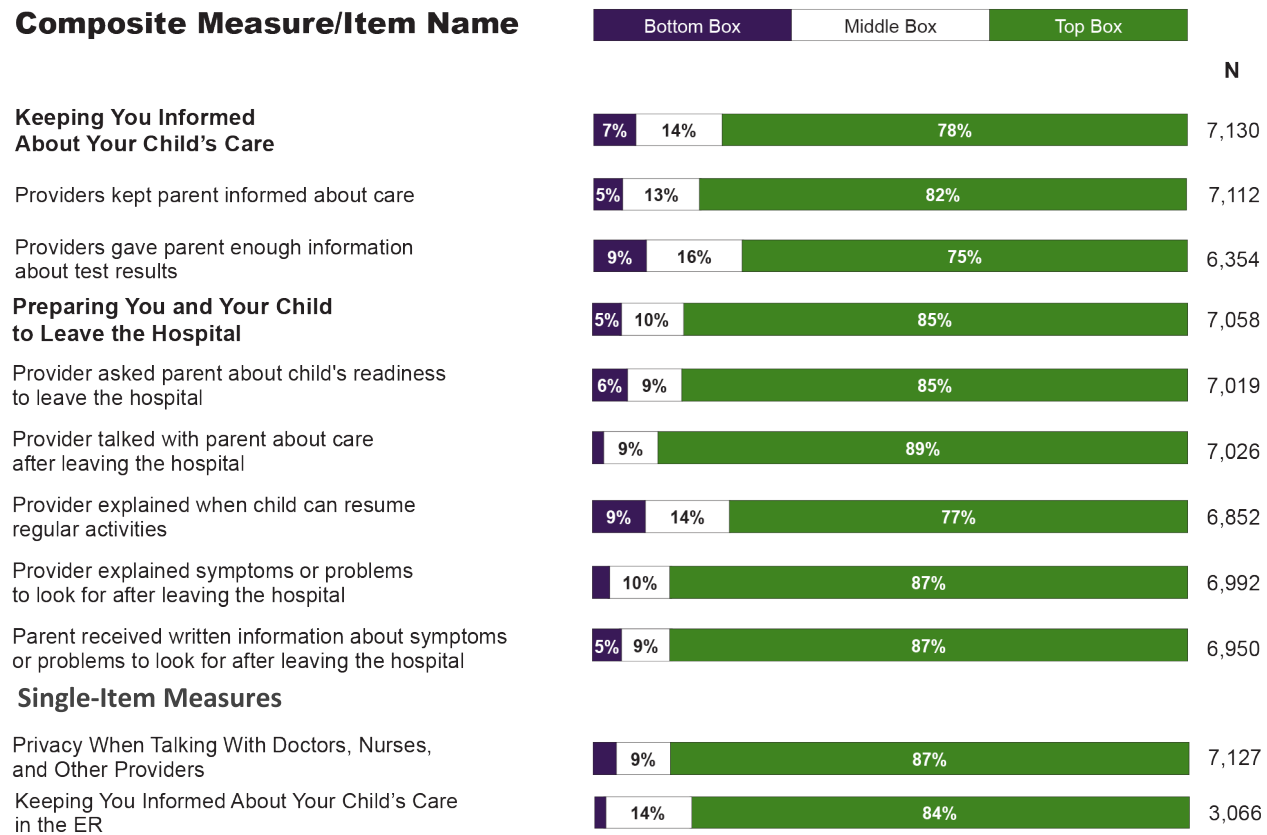 Composite Measure/Item Name
Bottom Box Middle Box Top Box
N
Keeping You Informed
About Your Child’s Care
7% 14% 78% 7,130
Providers kept parent informed about care
5% 13% 82% 7,112
Providers gave parent enough information
about test results
9% 16% 75% 6,354
Preparing You and Your Child
to Leave the Hospital
5% 10% 85% 7,058
Provider asked parent about child's readiness
to leave the hospital
6% 9% 85% 7,019
Provider talked with parent about care
after leaving the hospital
9% 89% 7,026
Provider explained when child can resume
regular activities
9% 14% 77% 6,852
Provider explained symptoms or problems
to look for after leaving the hospital
10% 87% 6,992
Parent received written information about symptoms
or problems to look for after leaving the hospital
5% 9% 87% 6,950
Single-Item Measures
Privacy When Talking With Doctors, Nurses,
and Other Providers
9% 87% 7,127
Keeping You Informed About Your Child’s Care
in the ER
14% 84% 3,066